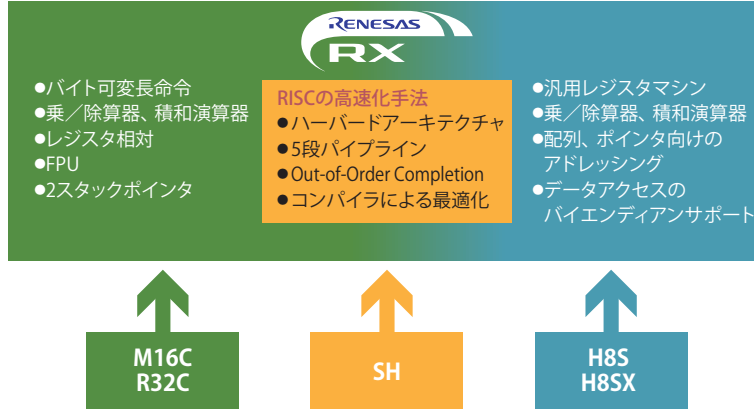 RENESAS
RX
●バイト可変長命令
●乗／除算器、積和演算器
●レジスタ相対
●FPU
●2スタックポインタ
RISCの高速化手法
●ハーバードアーキテクチャ
●5段パイプライン
●Out-of-Order Completion
●コンパイラによる最適化
●汎用レジスタマシン
●乗／除算器、積和演算器
●配列、ポインタ向けの
アドレッシング
●データアクセスの
バイエンディアンサポート
M16C
R32C
SH
H8S
H8SX